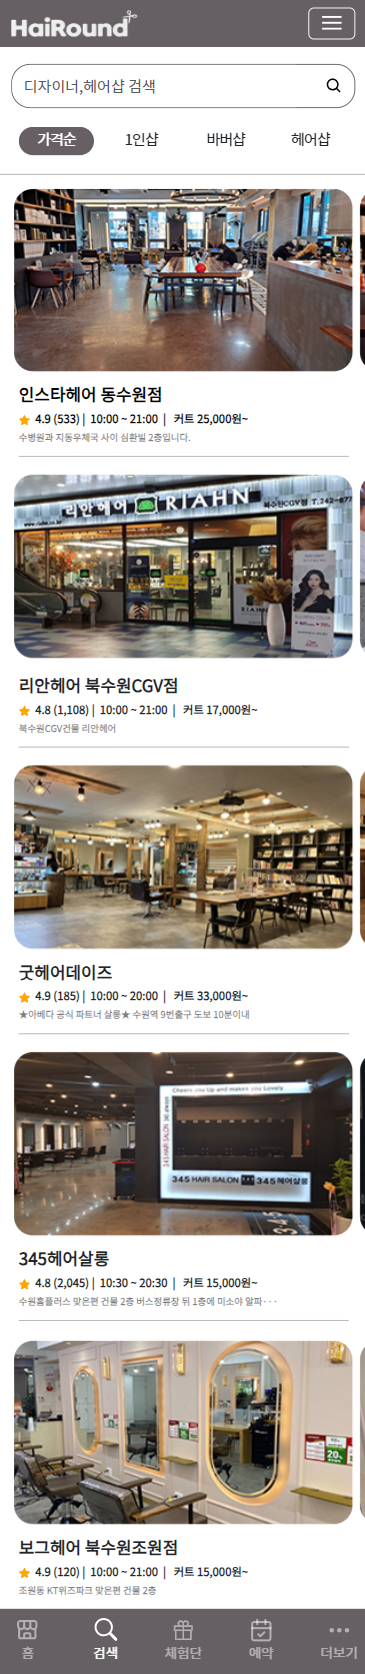 HaiRound
디자이너,헤어샵 검색
가격순 1인샵 바버샵 헤어샵
인스타헤어 동수원점
4.9 (533) | 10:00 ~ 21:00 | 커트 25,000원~
수병원과 지동우체국 사이 심환빌 2층입니다.
리안헤어 RIAHN
북수원CGV점 T.242-877
RIAHN
리안헤어 북수원CGV점
4.8 (1,108) | 10:00 ~ 21:00 | 커트 17,000원~
북수원CGV건물 리안헤어
굿헤어데이즈
4.9 (185) | 10:00 ~ 20:00 | 커트 33,000원~
★아베다 공식 파트너 살롱★ 수원역 9번출구 도보 10분이내
Cheers you Up and makes you Lovely
345 HAIR SALON
345 HAIR SALON 345헤어살롱
345
345헤어살롱
4.8 (2,045) | 10:30 ~ 20:30 | 커트 15,000원~
수원홈플러스 맞은편 건물 2층 버스정류장 뒤 1층에 미소야 알파···
20%
보그헤어 북수원조원점
4.9 (120) | 10:00 ~ 21:00 | 커트 15,000원~
조원동 KT위즈파크 맞은편 건물 2층
홈 검색 체험단 예약 더보기